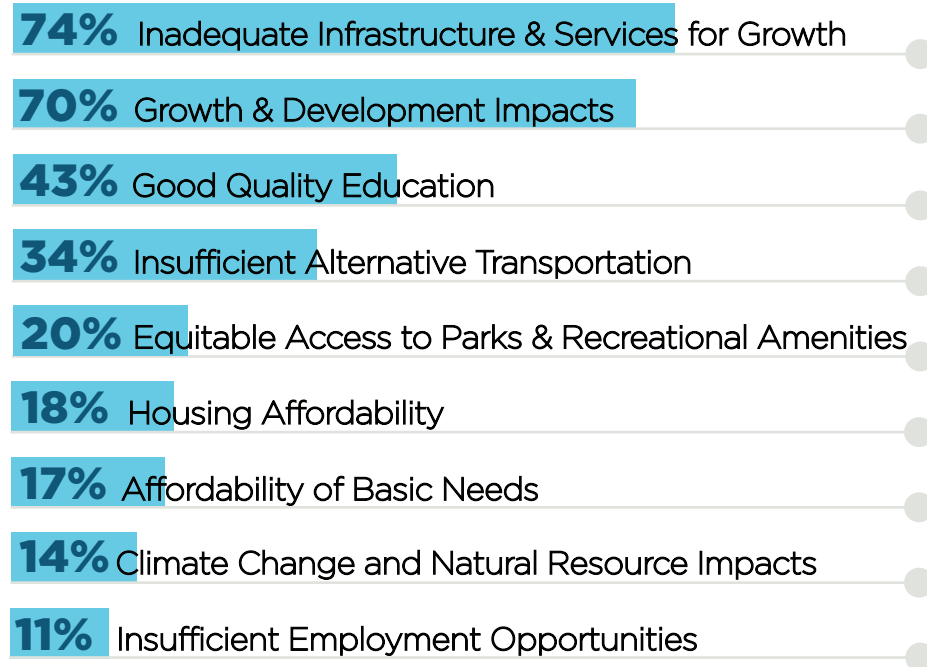 74% Inadequate Infrastructure & Services for Growth
70% Growth & Development Impacts
43% Good Quality Education
34% Insufficient Alternative Transportation
20% Equitable Access to Parks & Recreational Amenities
18% Housing Affordability
17% Affordability of Basic Needs
14% Climate Change and Natural Resource Impacts
11% Insufficient Employment Opportunities